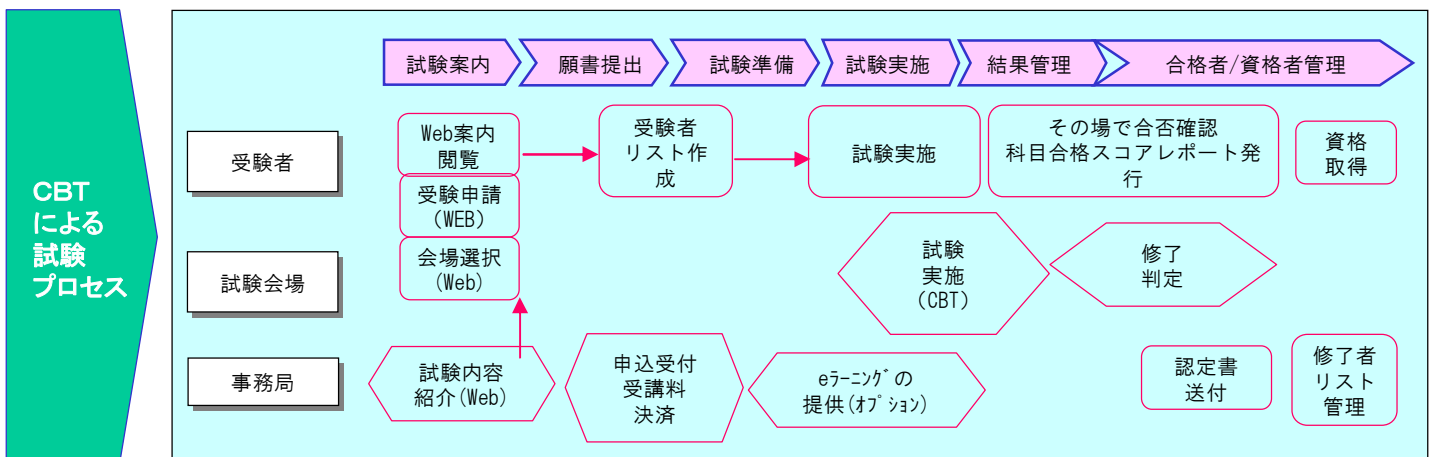 CBT
による
試験
プロセス
試験案内
願書提出
試験準備
試験実施
結果管理
合格者/資格者管理
受験者
Web案内
閲覧
受験申請
(WEB)
会場選択
(Web)
受験者
リスト作
成
試験実施
その場で合否確認
科目合格スコアレポート発
行
資格
取得
試験会場
試験
実施
(CBT)
修了
判定
事務局
試験内容
紹介(Web)
申込受付
受講料
決済
eﾗｰﾆﾝｸﾞの
提供(ｵﾌﾟｼｮﾝ)
認定書
送付
修了者
リスト
管理